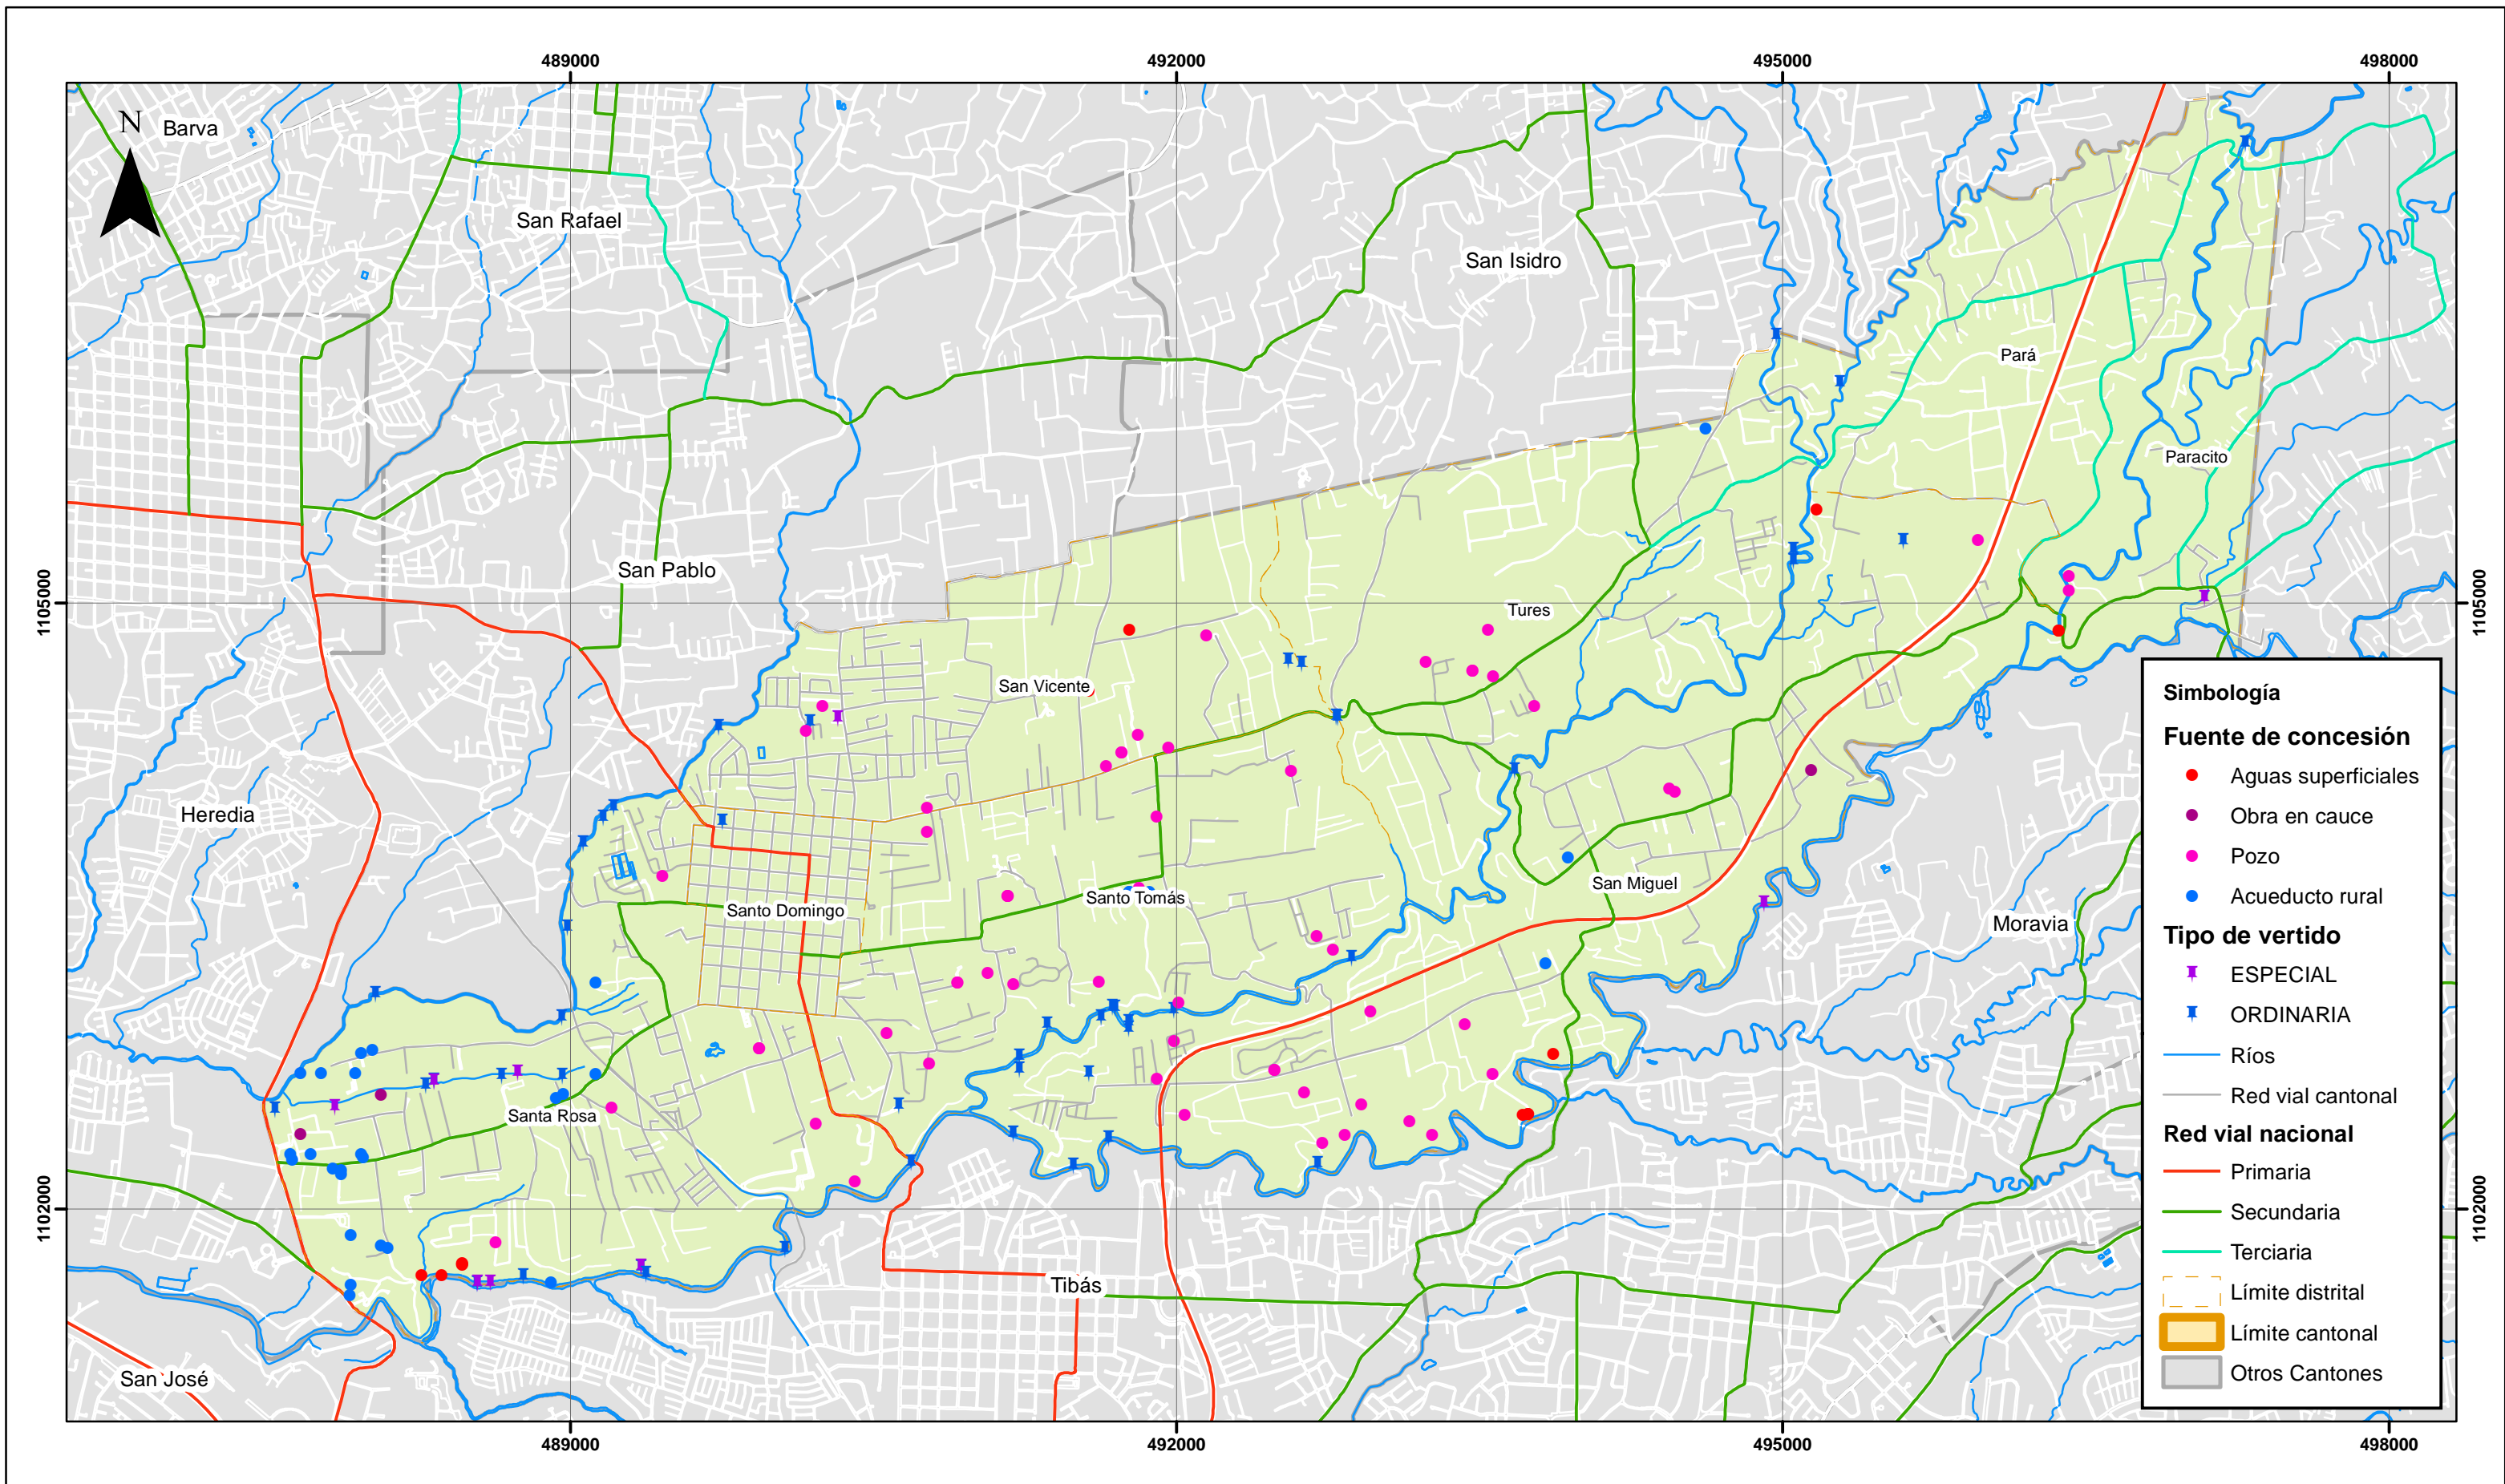 489000
492000
495000
498000
N
Barva
San Rafael
San Isidro
Pará
Paracito
San Pablo
1105000
1105000
Tures
San Vicente
Heredia
San Miguel
Santo Tomás
Santo Domingo
Moravia
Santa Rosa
1102000
1102000
Tibás
San José
Simbología
Fuente de concesión
Aguas superficiales
Obra en cauce
Pozo
Acueducto rural
Tipo de vertido
ESPECIAL
ORDINARIA
Ríos
Red vial cantonal
Red vial nacional
Primaria
Secundaria
Terciaria
Límite distrital
Límite cantonal
Otros Cantones
489000
492000
495000
498000